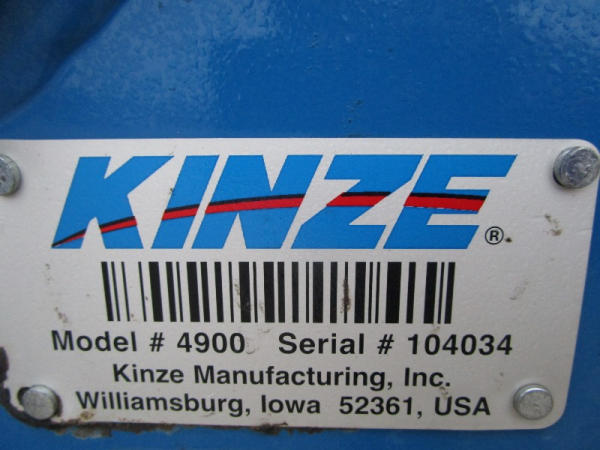 KINZE®
Model # 4900 Serial # 104034
Kinze Manufacturing, Inc.
Williamsburg, Iowa 52361, USA